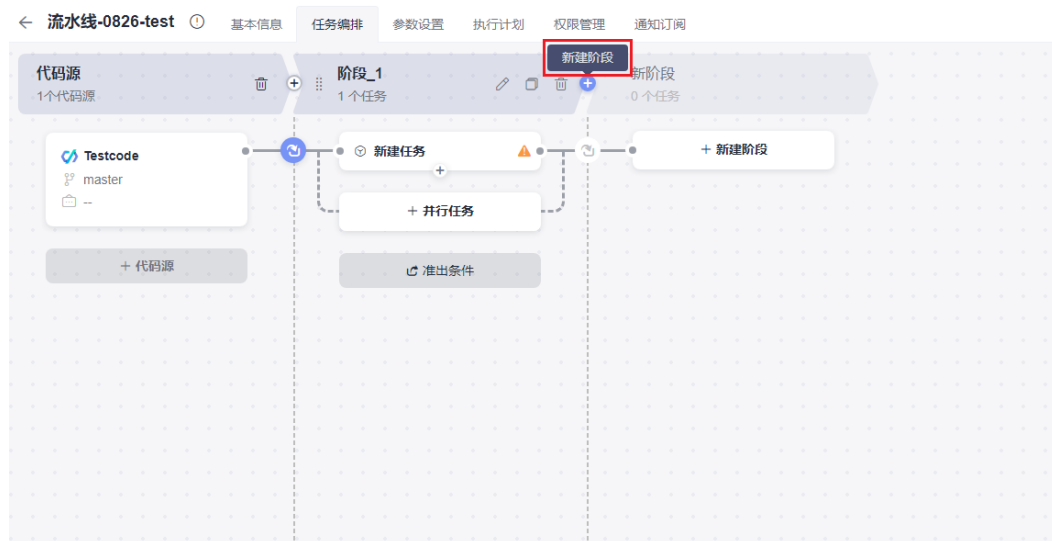 流水线-0826-test 基本信息 任务编排 参数设置 执行计划 权限管理 通知订阅
新建阶段
代码源 阶段_1 新阶段
1个代码源 1 个任务 0 个任务
Testcode 新建任务 + 新建阶段
master
--
+ 并行任务
+ 代码源 准出条件